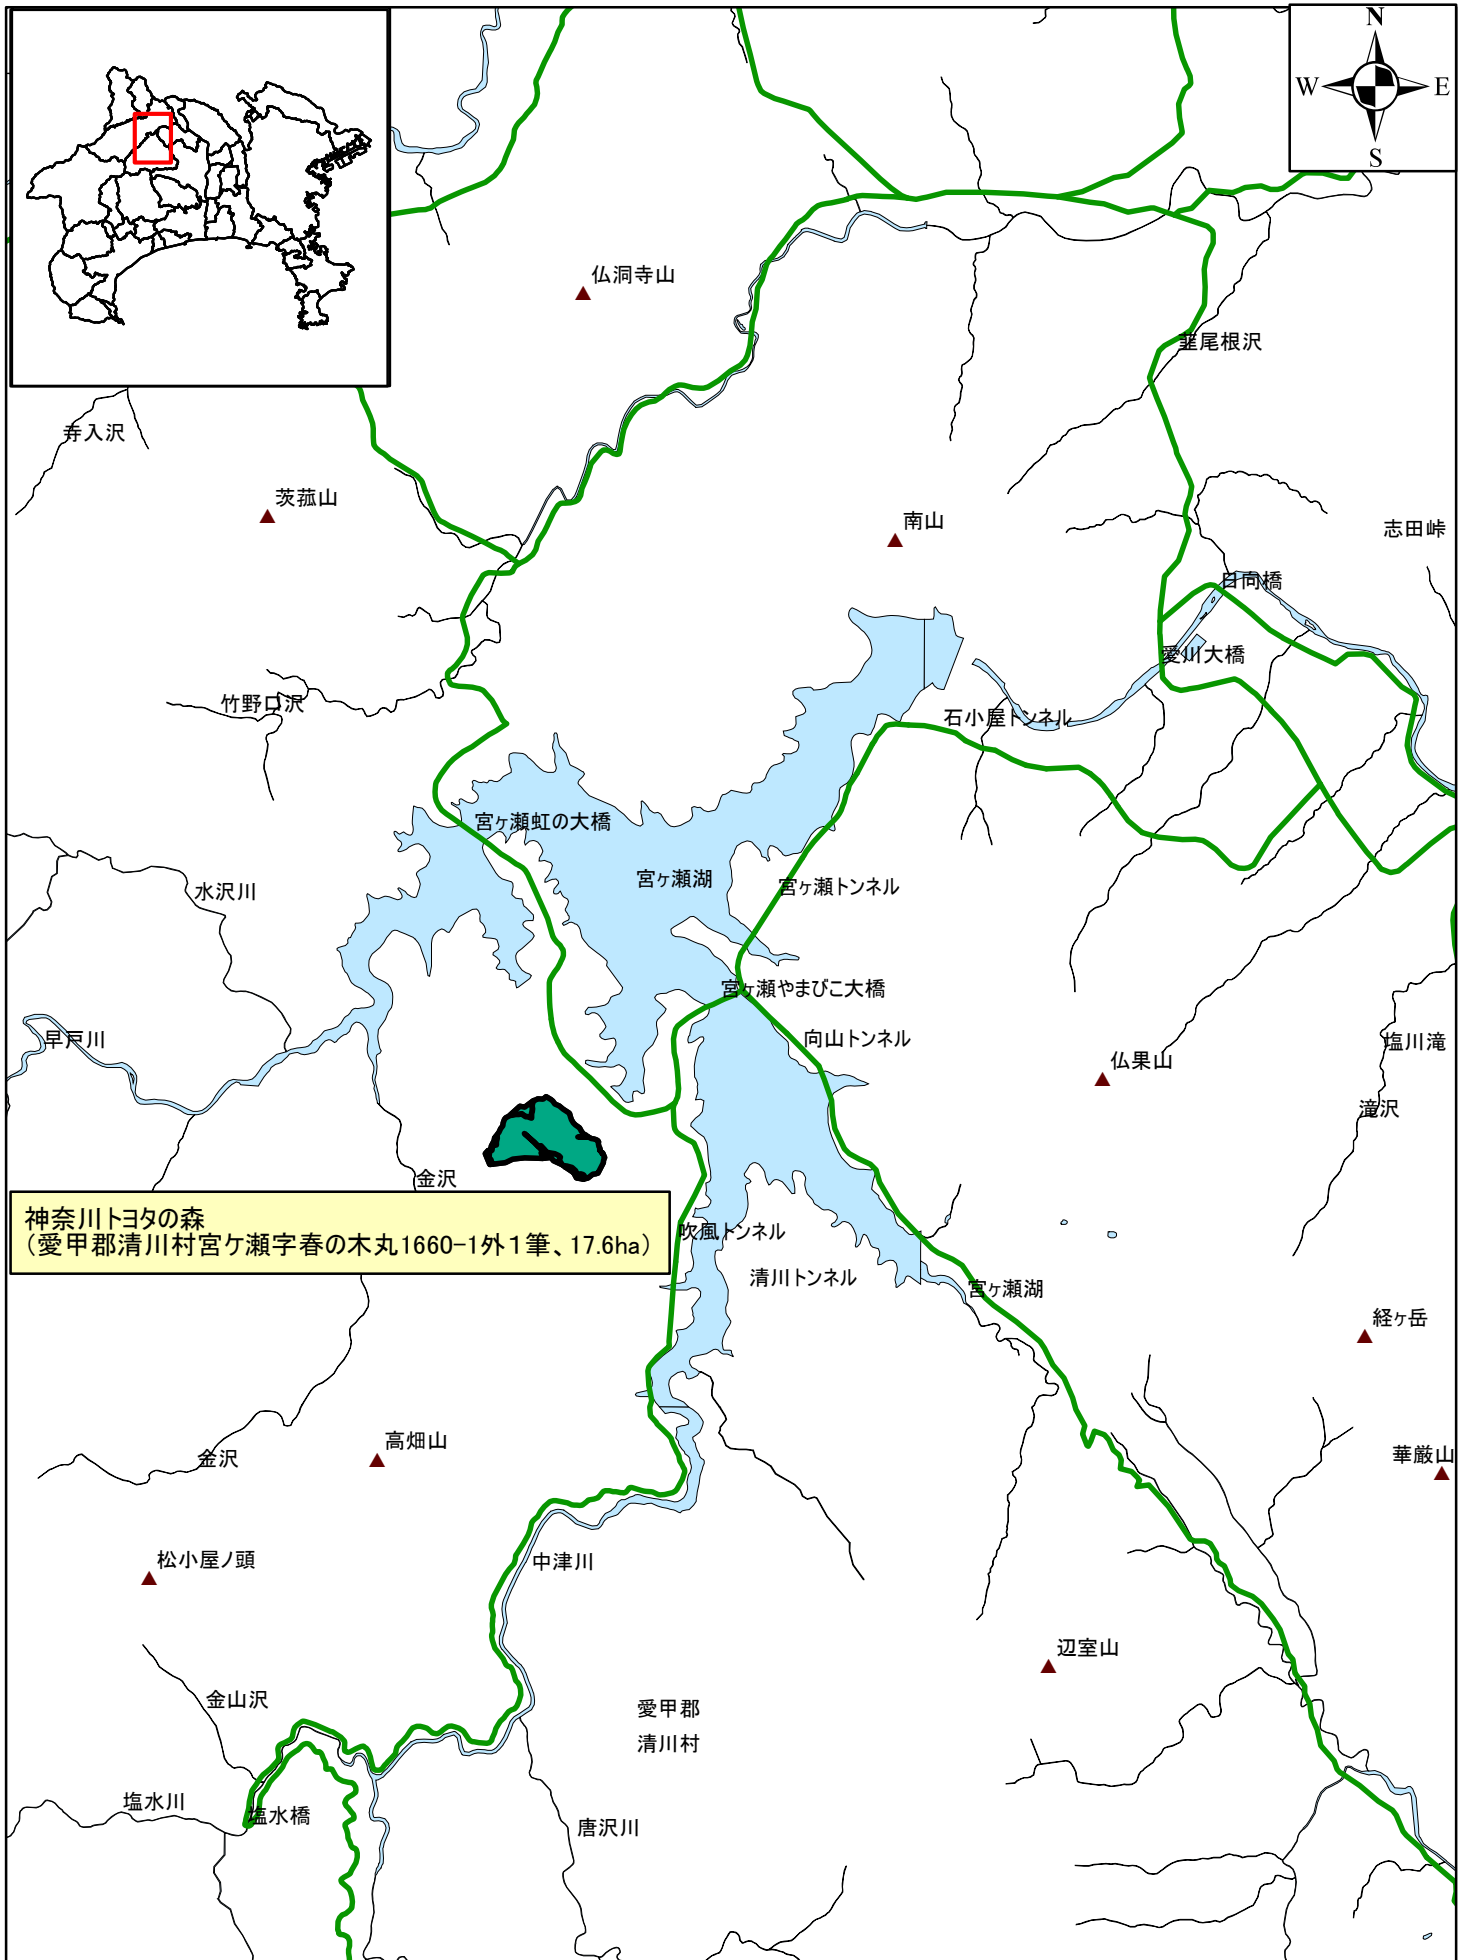 N
W
E
S
仏洞寺山
韮尾根沢
寺入沢
茨菰山
南山
志田峠
日向橋
愛川大橋
竹野口沢
石小屋トンネル
宮ヶ瀬虹の大橋
宮ヶ瀬湖
宮ヶ瀬トンネル
水沢川
宮ヶ瀬やまびこ大橋
早戸川
向山トンネル
塩川滝
仏果山
滝沢
金沢
神奈川トヨタの森
（愛甲郡清川村宮ケ瀬字春の木丸1660-1外１筆、17.6ha）
吹風トンネル
清川トンネル
宮ヶ瀬湖
経ヶ岳
高畑山
金沢
華厳山
松小屋ノ頭
中津川
辺室山
金山沢
愛甲郡
清川村
塩水川
塩水橋
唐沢川